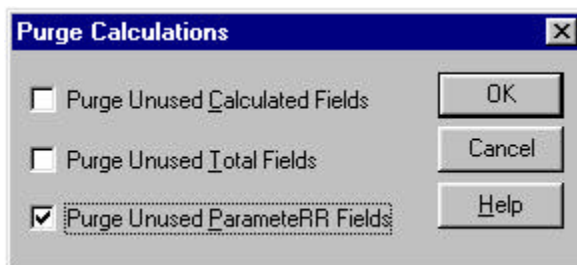 Purge Calculations
Purge Unused Calculated Fields
OK
Purge Unused Total Fields
Cancel
Purge Unused ParameteRR Fields
Help